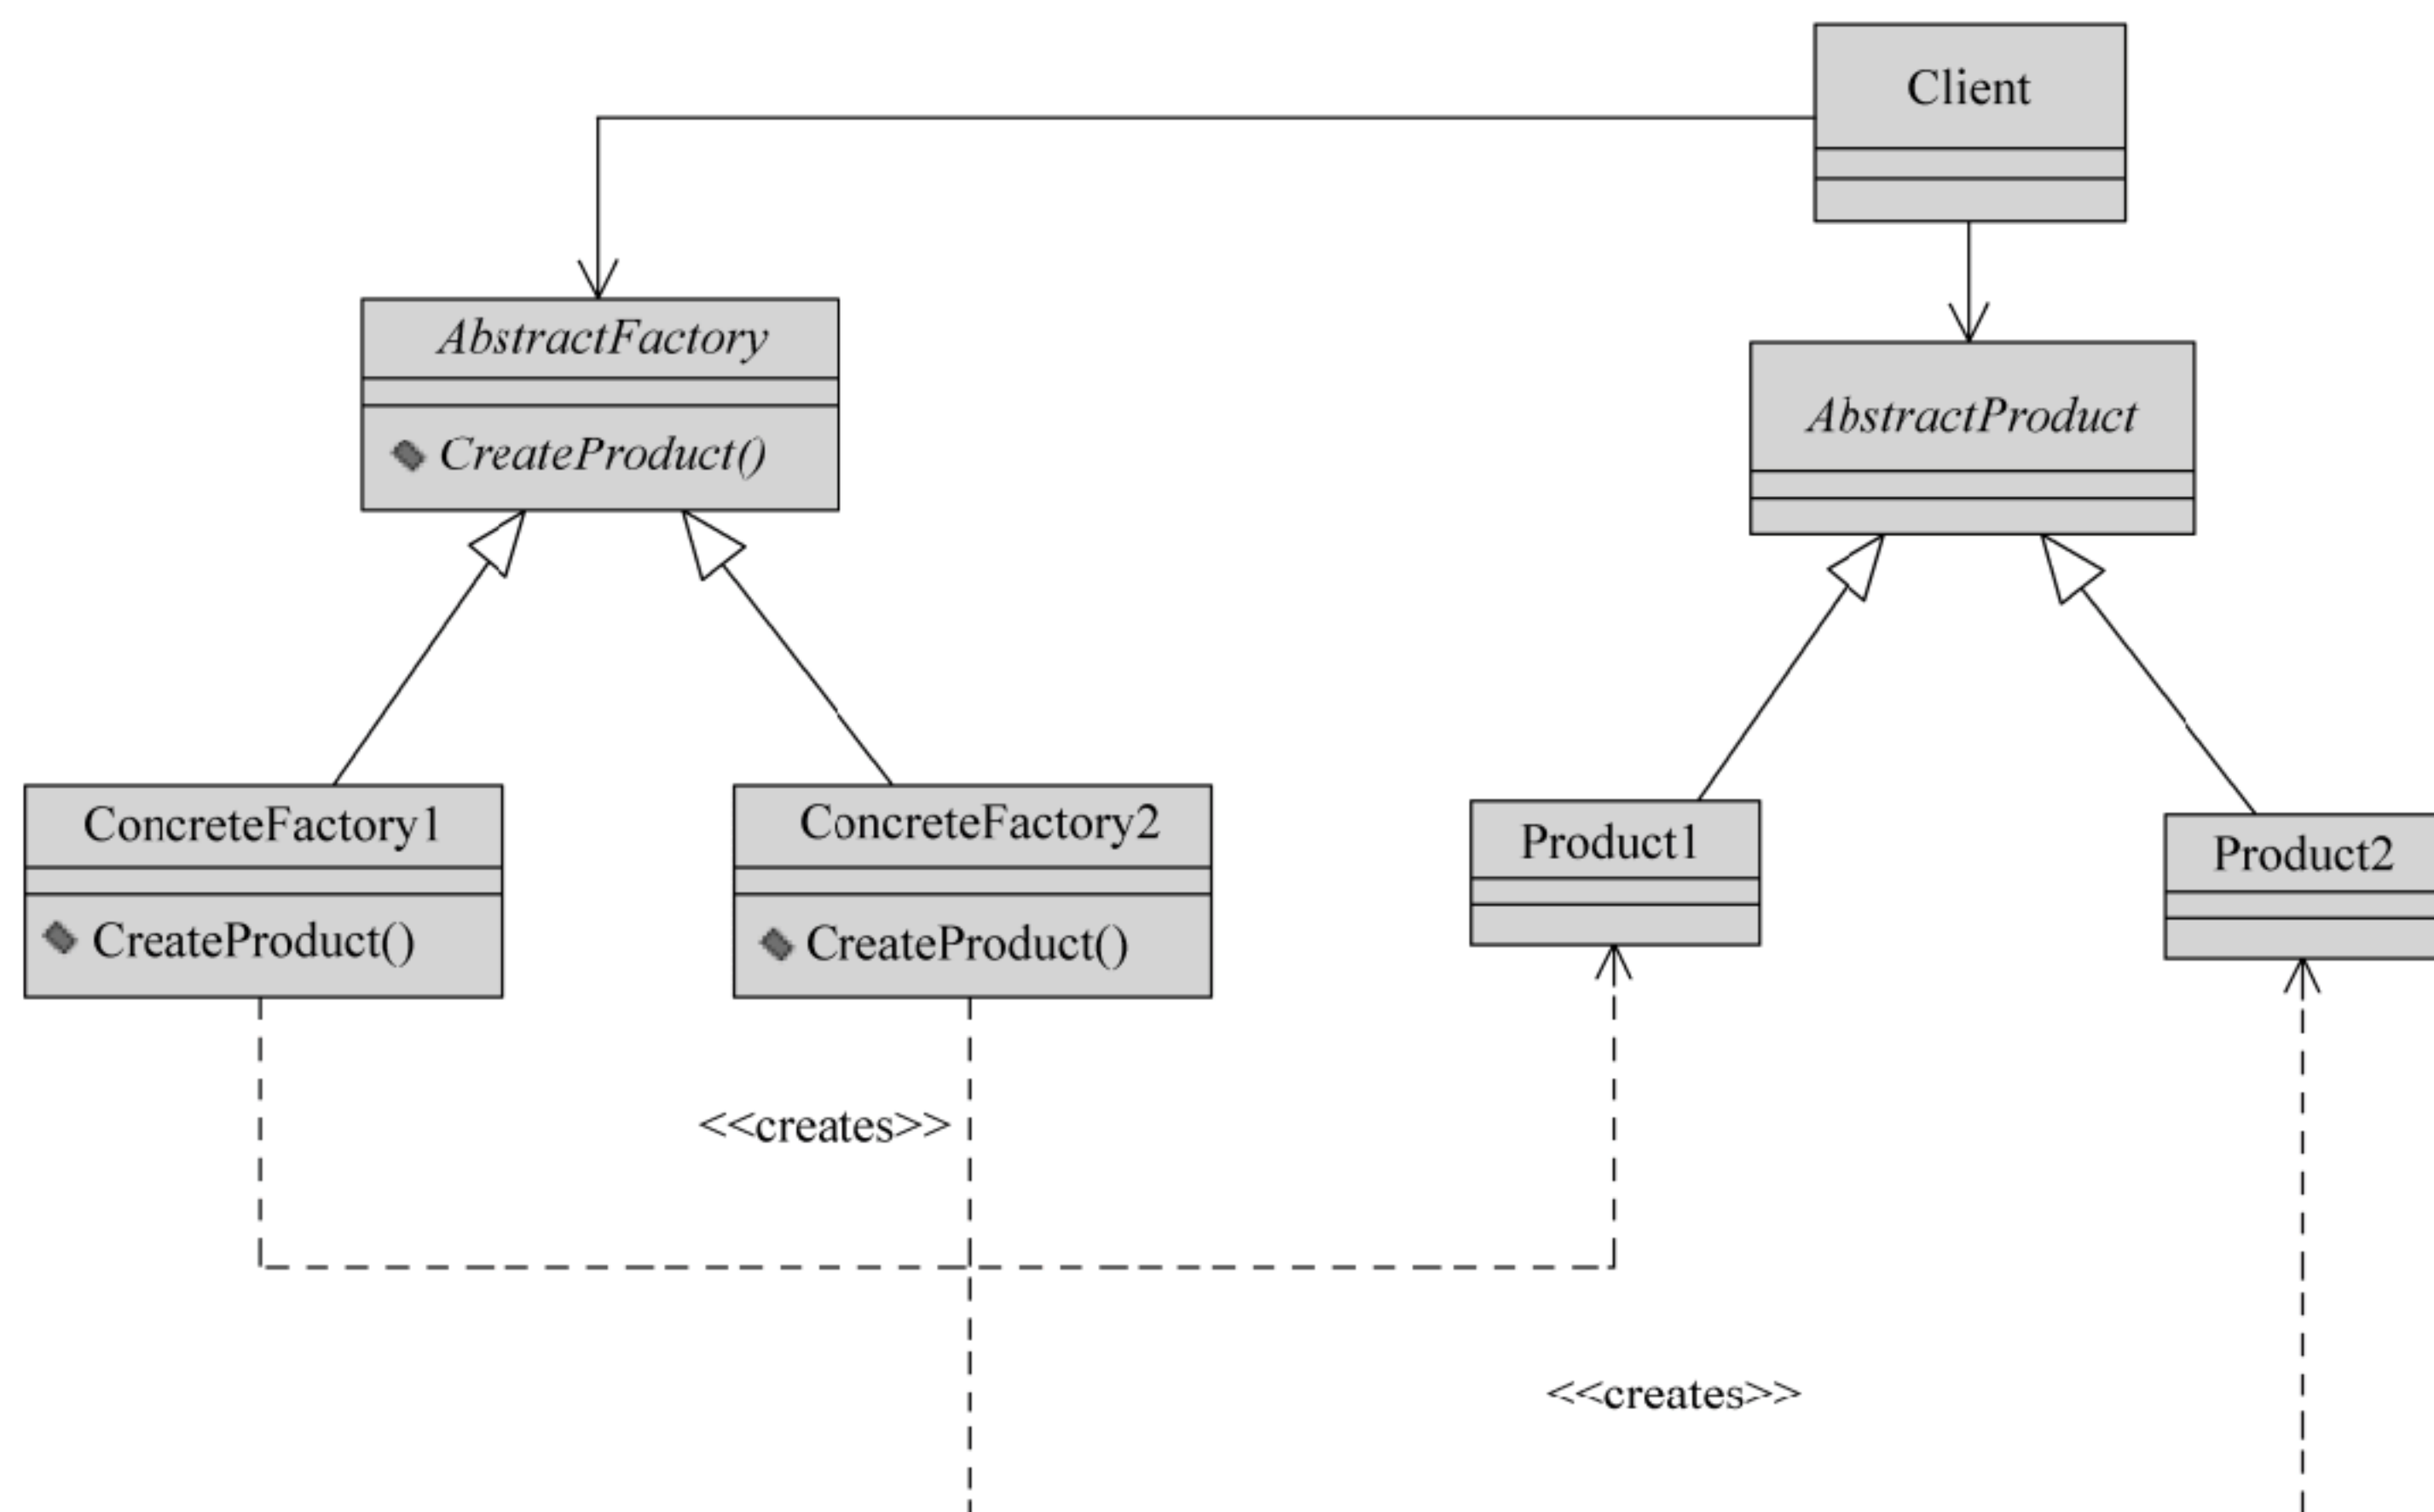 Client
AbstractFactory
CreateProduct()
AbstractProduct
ConcreteFactory1
CreateProduct()
ConcreteFactory2
CreateProduct()
Product1
Product2
<<creates>>
<<creates>>